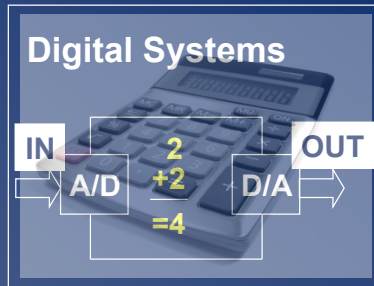 Digital Systems
IN
OUT
A/D
2
+2
=4
D/A